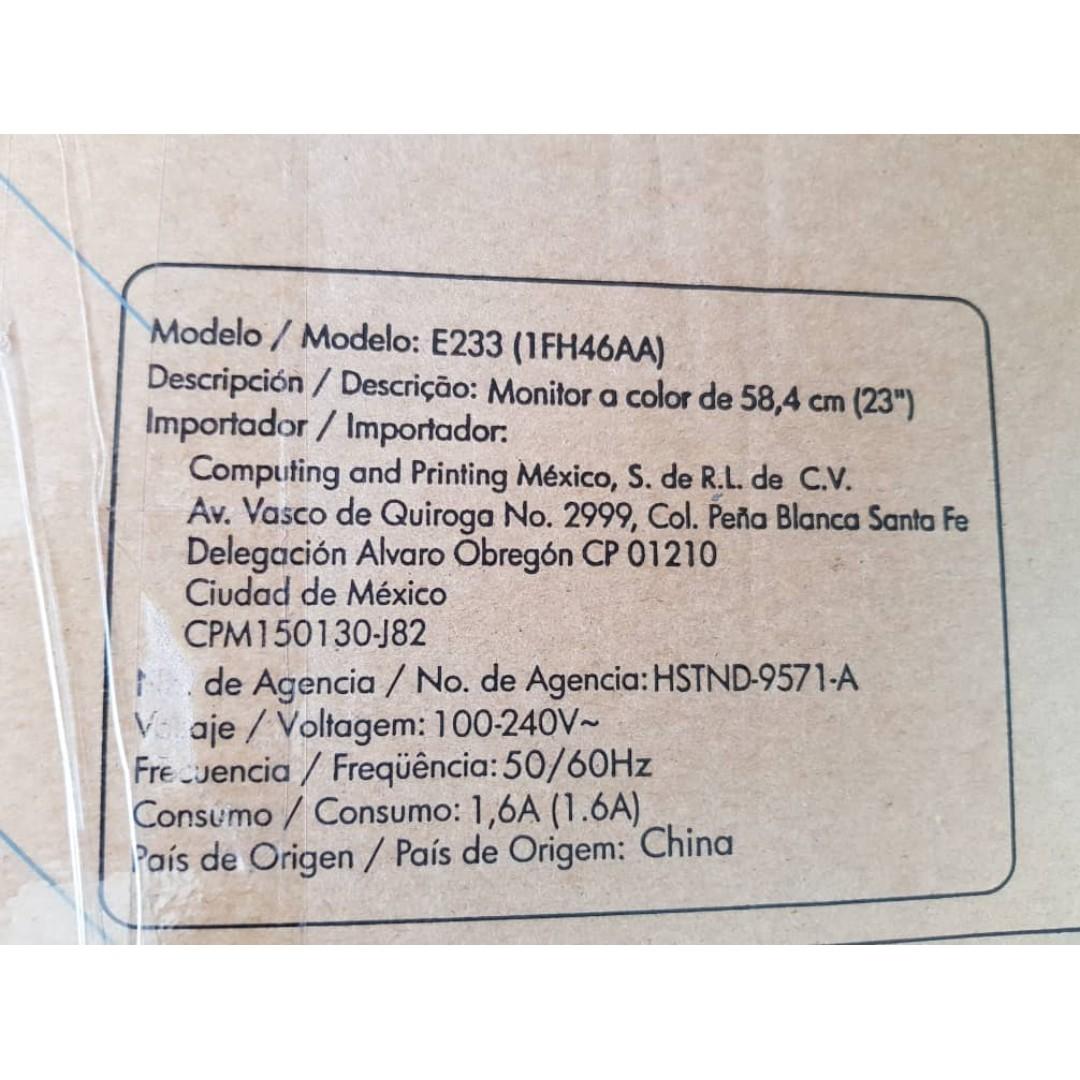 Modelo / Modelo: E233 (1FH46AA)
Descripción / Descrição: Monitor a color de 58,4 cm (23")
Importador / Importador:
Computing and Printing México, S. de R.L. de C.V.
Av. Vasco de Quiroga No. 2999, Col. Peña Blanca Santa Fe
Delegación Alvaro Obregón CP 01210
Ciudad de México
CPM150130-J82
de Agencia / No. de Agencia: HSTND-9571-A
/ Voltagem: 100-240V~
Frecuencia / Freqüência: 50/60Hz
Consumo / Consumo: 1,6A (1.6A)
País de Origen / País de Origem: China